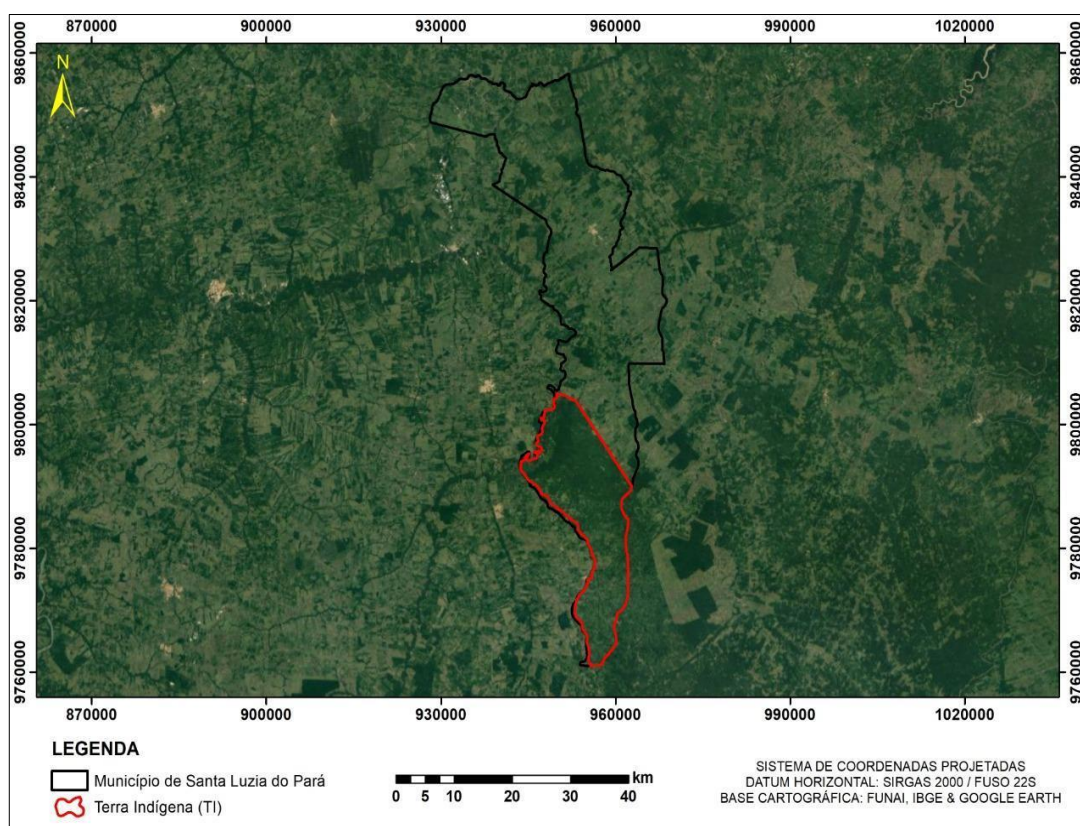 870000 900000 930000 960000 990000 1020000
N
9860000 9860000
9840000 9840000
9820000 9820000
9800000 9800000
9780000 9780000
9760000 9760000
870000 900000 930000 960000 990000 1020000
LEGENDA
Município de Santa Luzia do Pará
Terra Indígena (TI)
km
0 5 10 20 30 40
SISTEMA DE COORDENADAS PROJETADAS
DATUM HORIZONTAL: SIRGAS 2000 / FUSO 22S
BASE CARTOGRÁFICA: FUNAI, IBGE & GOOGLE EARTH